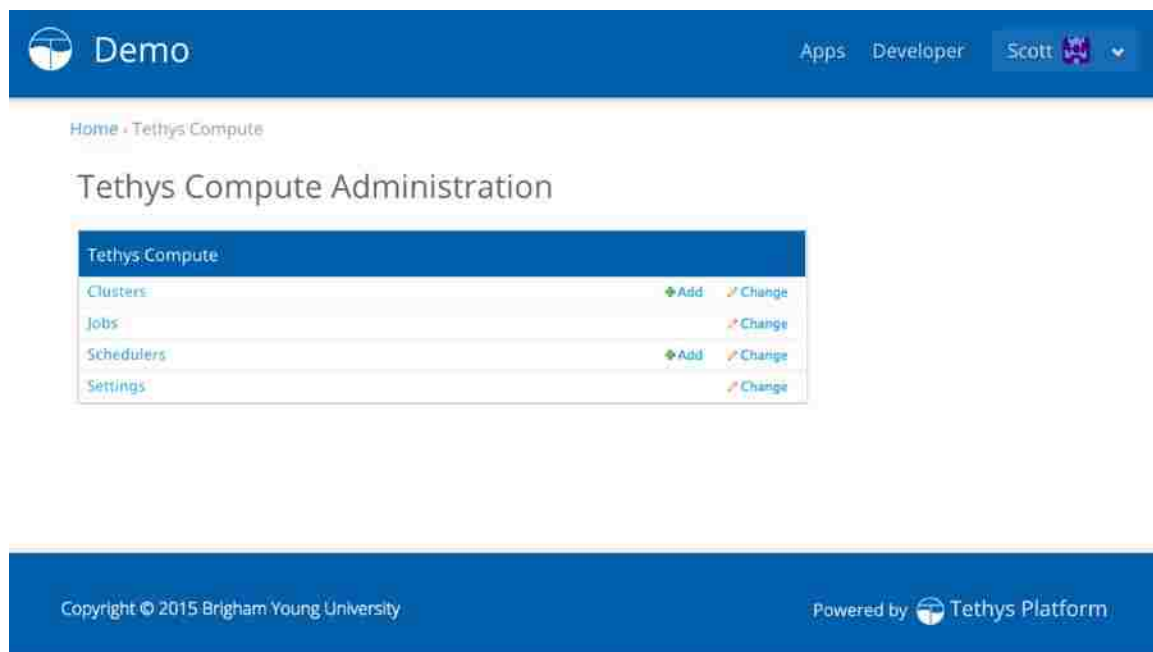 Demo Apps Developer Scott
Home › Tethys Compute
Tethys Compute Administration
Tethys Compute
Clusters Add Change
Jobs Change
Schedulers Add Change
Settings Change
Copyright © 2015 Brigham Young University Powered by Tethys Platform